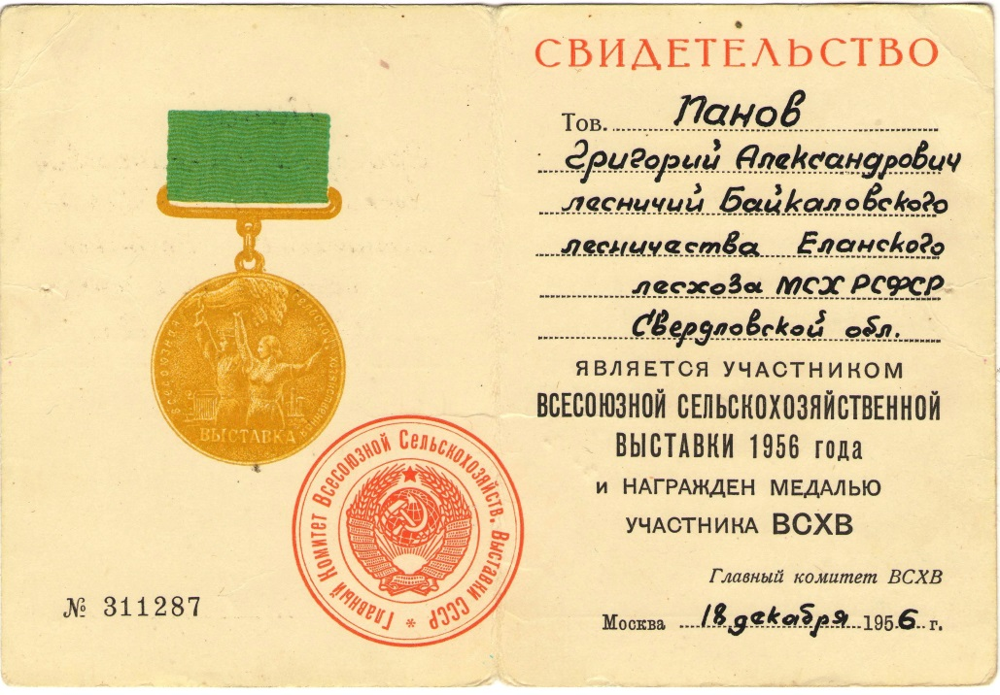 ВСЕСОЮЗНАЯ СЕЛЬСКОХОЗЯЙСТВЕННАЯ
ВЫСТАВКА
Главный Комитет Всесоюзной Сельскохозяйств. Выставки СССР *
№ 311287
СВИДЕТЕЛЬСТВО
Тов. Панов
Григорий Александрович
лесничий Байкаловского
лесничества Еланского
лесхоза МСХ РСФСР
Свердловской обл.
ЯВЛЯЕТСЯ УЧАСТНИКОМ
ВСЕСОЮЗНОЙ СЕЛЬСКОХОЗЯЙСТВЕННОЙ
ВЫСТАВКИ 1956 года
и НАГРАЖДЕН МЕДАЛЬЮ
УЧАСТНИКА ВСХВ
Главный комитет ВСХВ
Москва 18 декабря 1956 г.